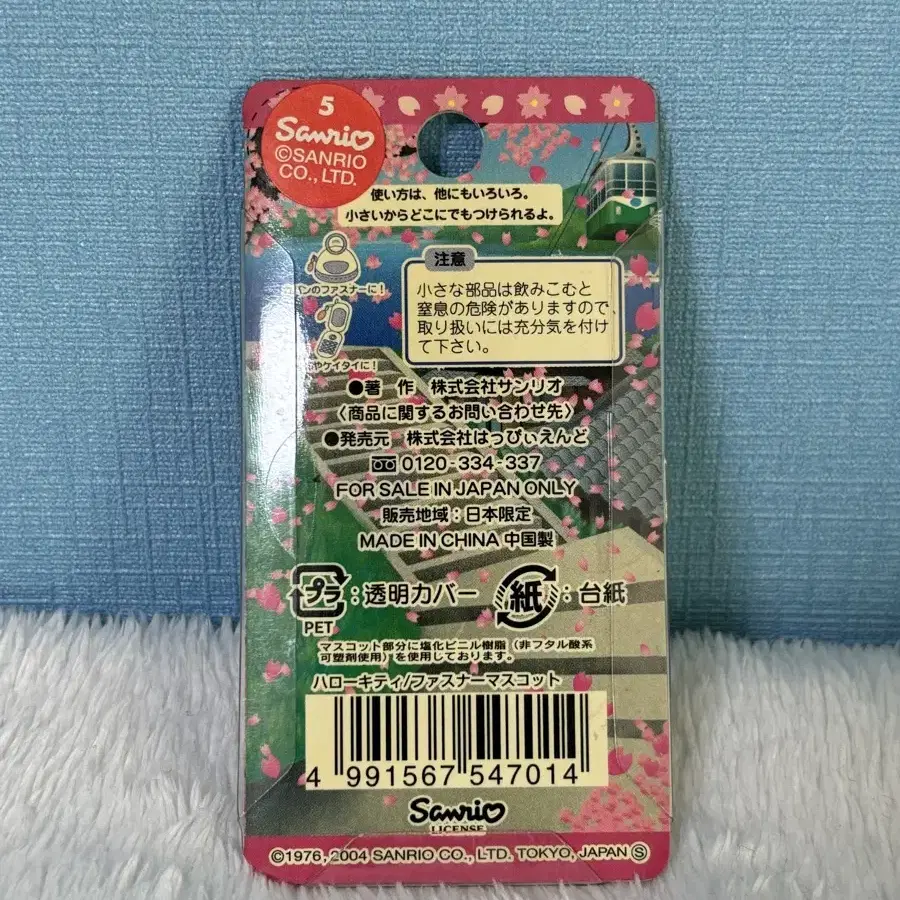 5
Sanrio
©SANRIO
CO., LTD.
使い方は、他にもいろいろ。
小さいからどこにでもつけられるよ。
注意
小さな部品は飲みこむと
窒息の危険がありますので、
取り扱いには充分気を付け
て下さい。
バンのファスナーに!
やケイタイに!
●著 作 株式会社サンリオ
〈商品に関するお問い合わせ先〉
●発売元 株式会社はっぴぃえんど
0120-334-337
FOR SALE IN JAPAN ONLY
販売地域:日本限定
MADE IN CHINA 中国製
プラ:透明カバー 紙:台紙
PET
マスコット部分に塩化ビニル樹脂(非フタル酸系
可塑剤使用)を使用しております。
ハローキティ/ファスナーマスコット
4 991567 547014
Sanrio
LICENSE
©1976, 2004 SANRIO CO., LTD. TOKYO, JAPAN Ⓢ